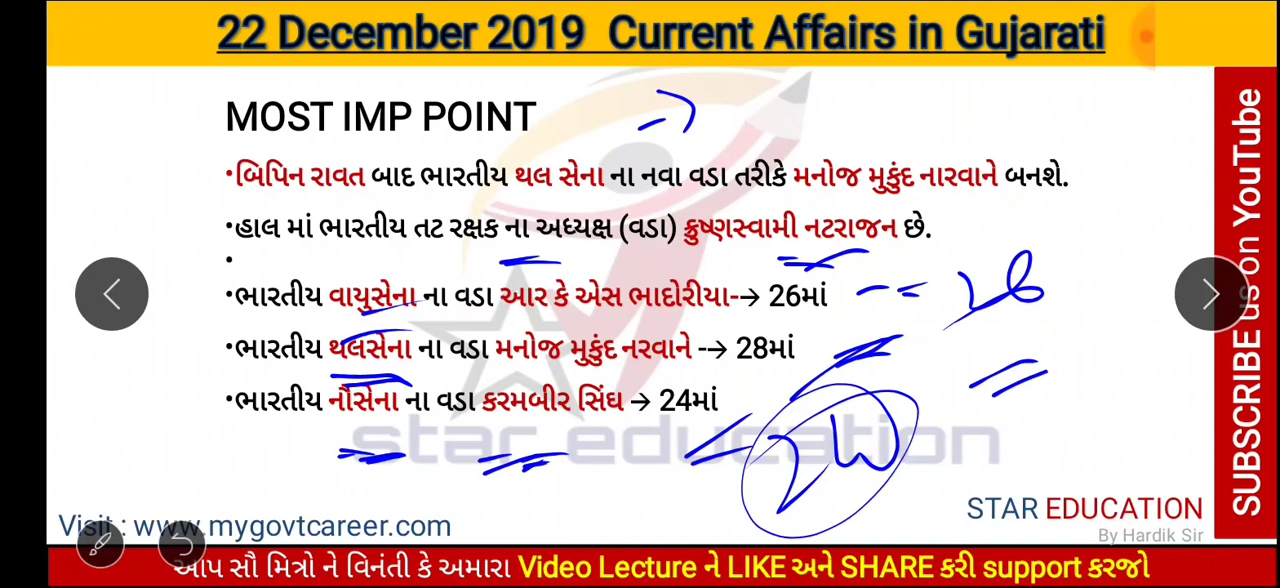 22 December 2019 Current Affairs in Gujarati
MOST IMP POINT
•બિપિન રાવત બાદ ભારતીય થલ સેના ના નવા વડા તરીકે મનોજ મુકુંદ નારવાને બનશે.
•હાલ માં ભારતીય તટ રક્ષક ના અધ્યક્ષ (વડા) ક્રુષ્ણસ્વામી નટરાજન છે.
•
•ભારતીય વાયુસેના ના વડા આર કે એસ ભાદોરીયા-→ 26માં
•ભારતીય થલસેના ના વડા મનોજ મુકુંદ નરવાને -→ 28માં
•ભારતીય નૌસેના ના વડા કરમબીર સિંઘ → 24માં
star education
STAR EDUCATION
By Hardik Sir
Visit : www.mygovtcareer.com
આપ સૌ મિત્રો ને વિનંતી કે અમારા Video Lecture ને LIKE અને SHARE કરી support કરજો
SUBSCRIBE us on YouTube